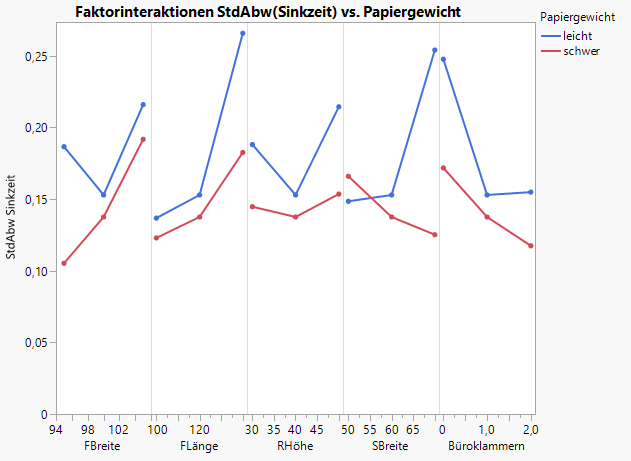 Faktorinteraktionen StdAbw(Sinkzeit) vs. Papiergewicht
Papiergewicht
leicht
schwer
StdAbw Sinkzeit
0,25
0,20
0,15
0,10
0,05
0
94 98 102 100 120 30 35 40 45 50 55 60 65 0 1,0 2,0
FBreite FLänge RHöhe SBreite Büroklammern